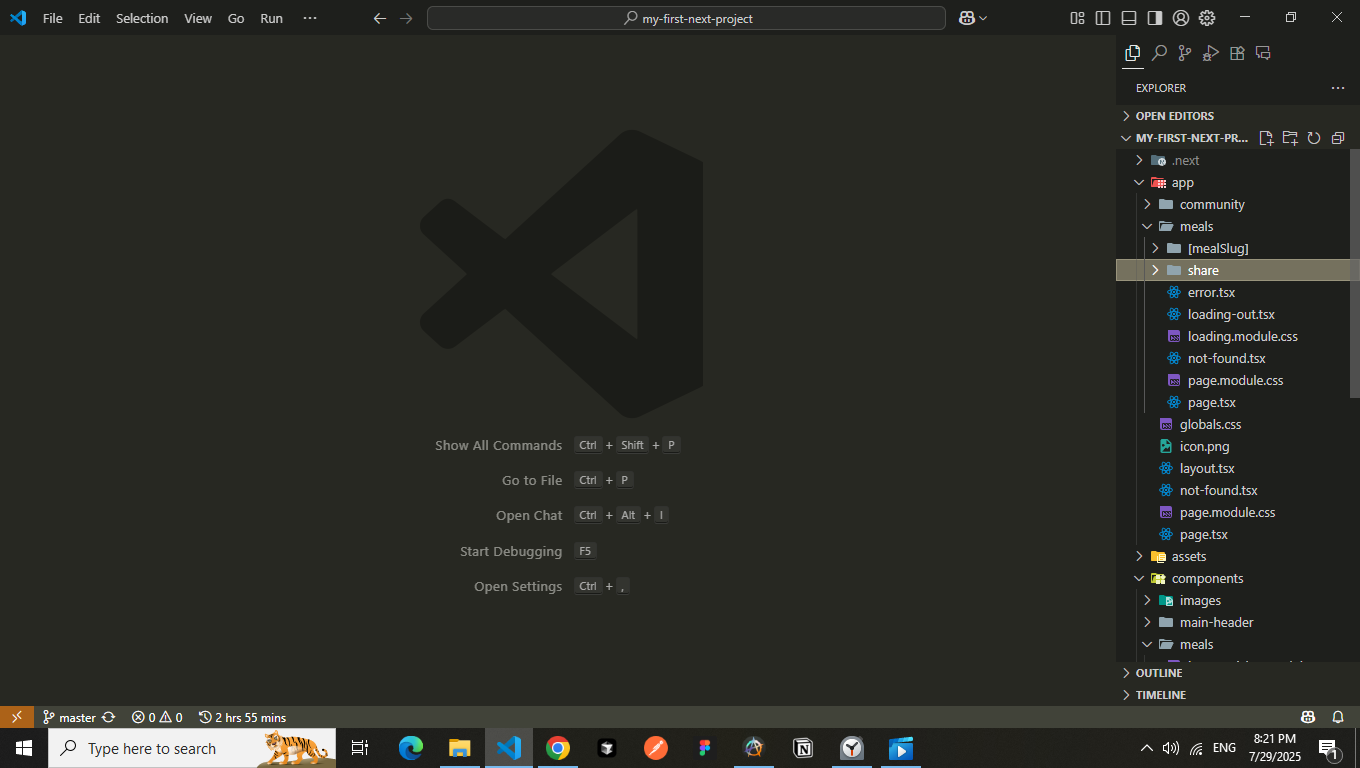 File Edit Selection View Go Run ···
my-first-next-project
EXPLORER
OPEN EDITORS
MY-FIRST-NEXT-PR...
.next
app
community
meals
[mealSlug]
share
error.tsx
loading-out.tsx
loading.module.css
not-found.tsx
page.module.css
page.tsx
globals.css
icon.png
layout.tsx
not-found.tsx
page.module.css
page.tsx
assets
components
images
main-header
meals
OUTLINE
TIMELINE
Show All Commands Ctrl + Shift + P
Go to File Ctrl + P
Open Chat Ctrl + Alt + I
Start Debugging F5
Open Settings Ctrl + ,
master 0 0 2 hrs 55 mins
Type here to search
ENG
8:21 PM
7/29/2025
1